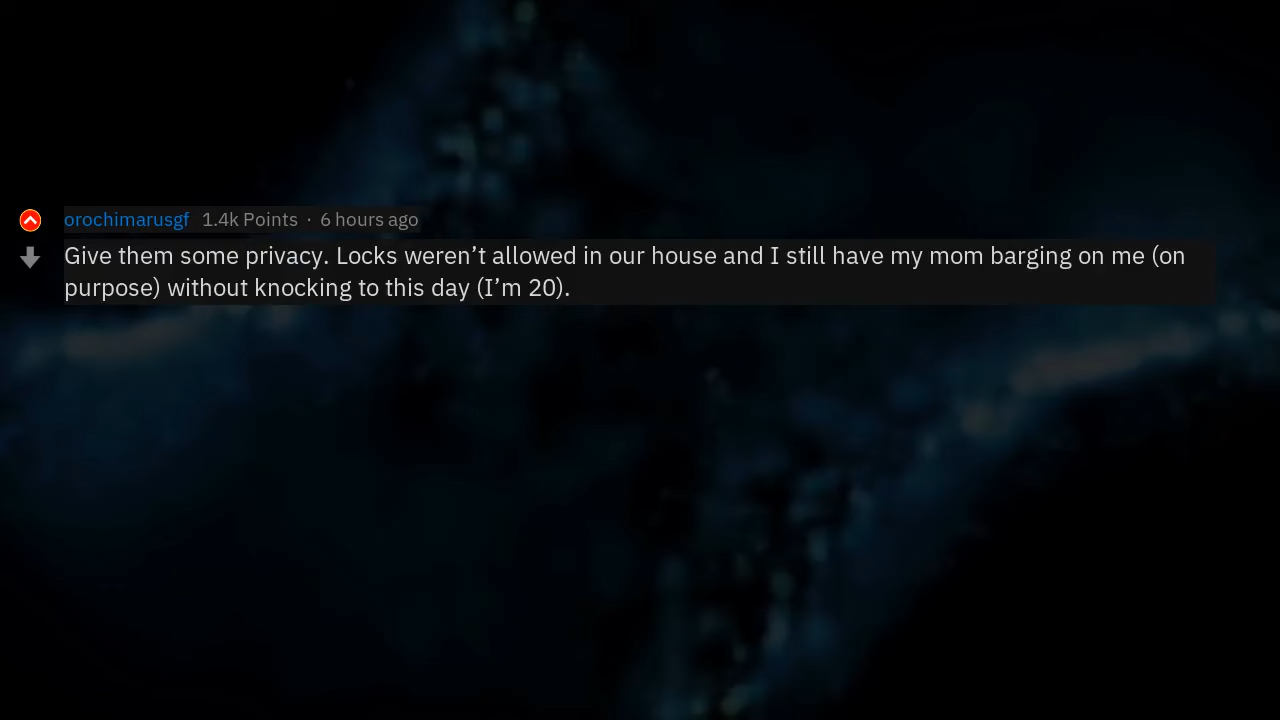 orochimarusgf 1.4k Points · 6 hours ago
Give them some privacy. Locks weren’t allowed in our house and I still have my mom barging on me (on
purpose) without knocking to this day (I’m 20).